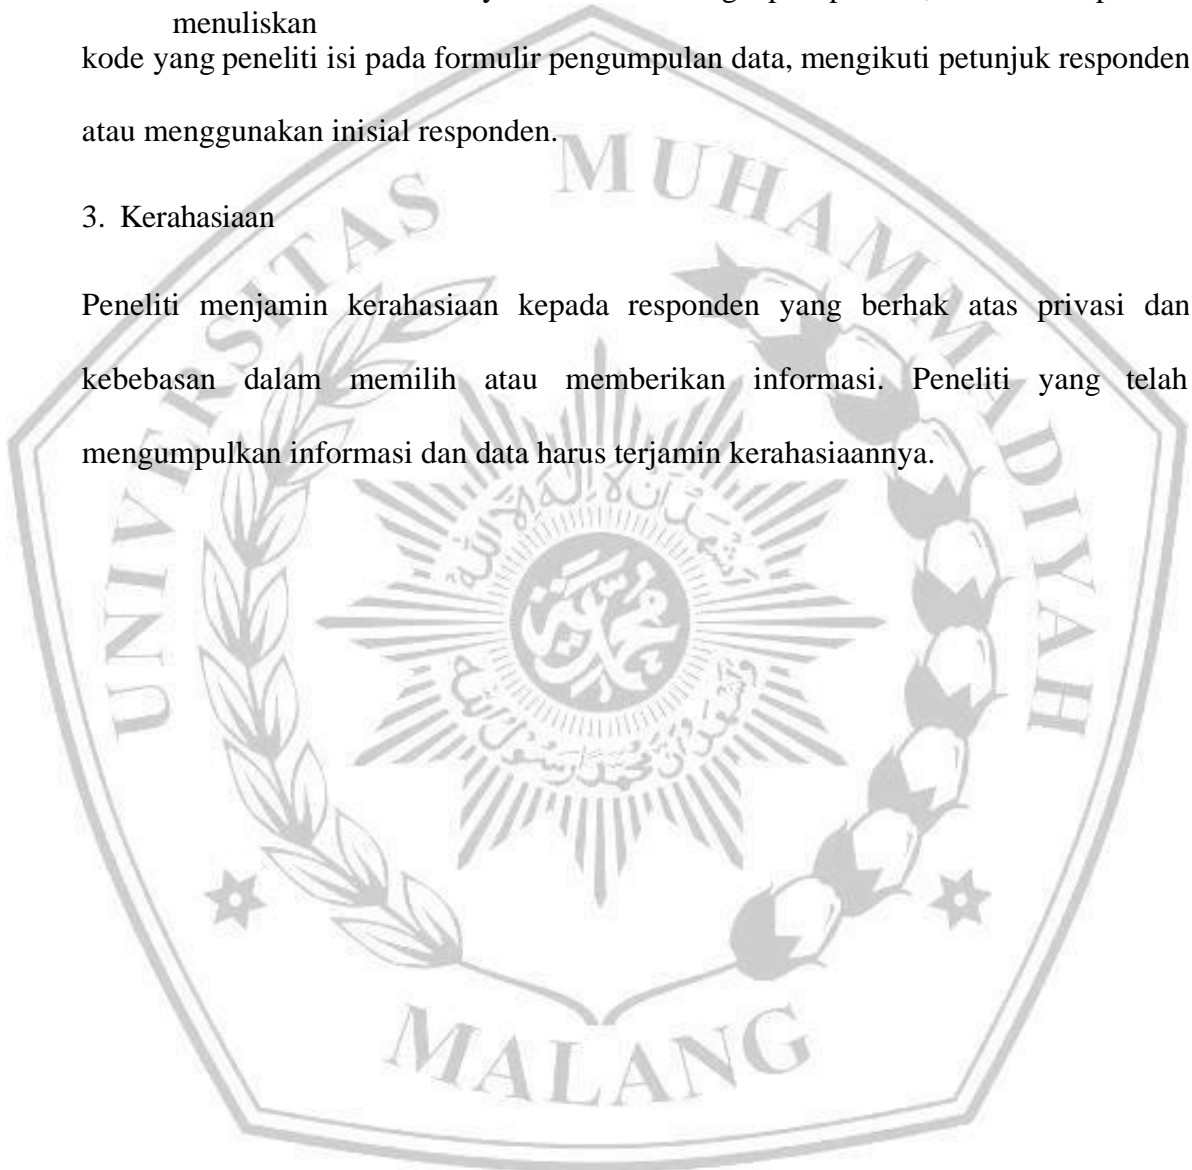 menuliskan
kode yang peneliti isi pada formulir pengumpulan data, mengikuti petunjuk responden
atau menggunakan inisial responden.
3. Kerahasiaan
Peneliti menjamin kerahasiaan kepada responden yang berhak atas privasi dan
kebebasan dalam memilih atau memberikan informasi. Peneliti yang telah
mengumpulkan informasi dan data harus terjamin kerahasiaannya.
UNIVERSITAS MUHAMMADIYAH
MALANG